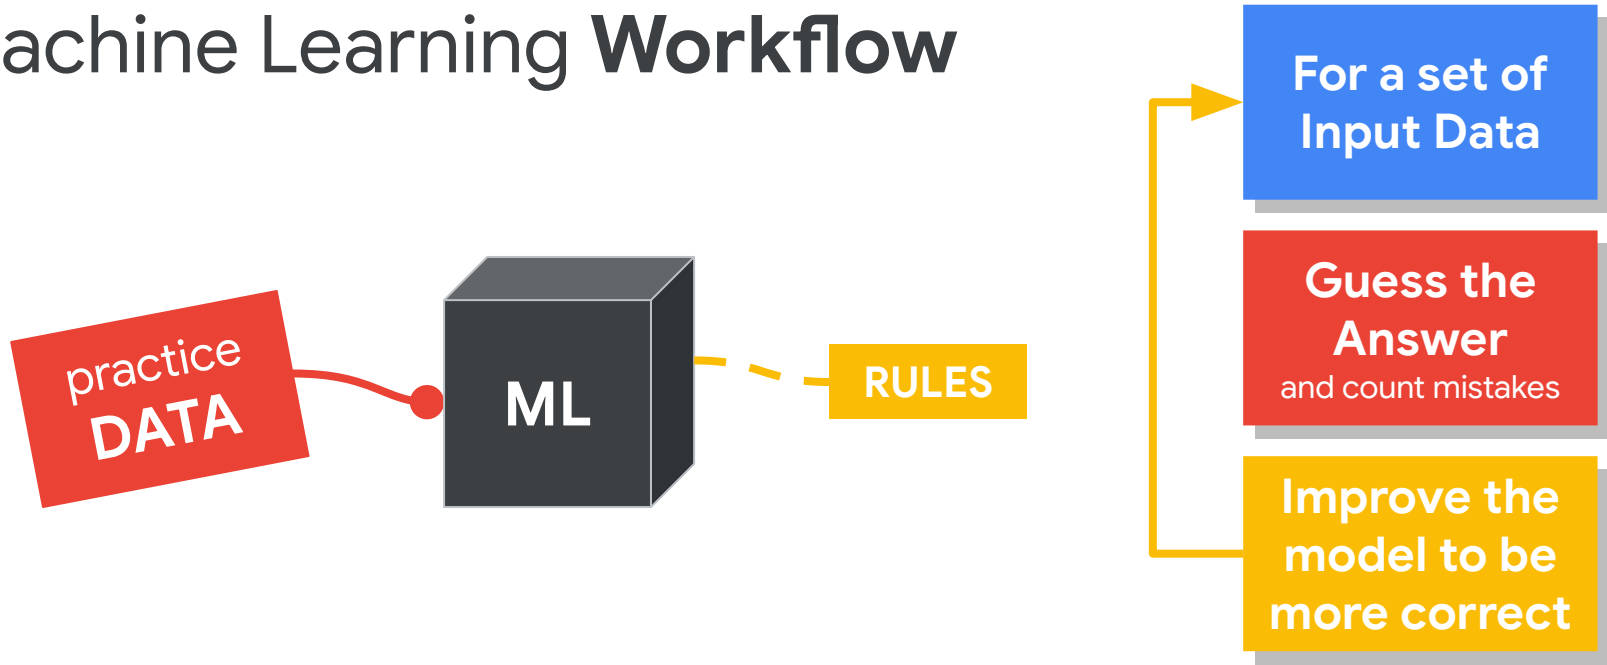 achine Learning Workflow
practice
DATA
ML
RULES
For a set of
Input Data
Guess the
Answer
and count mistakes
Improve the
model to be
more correct